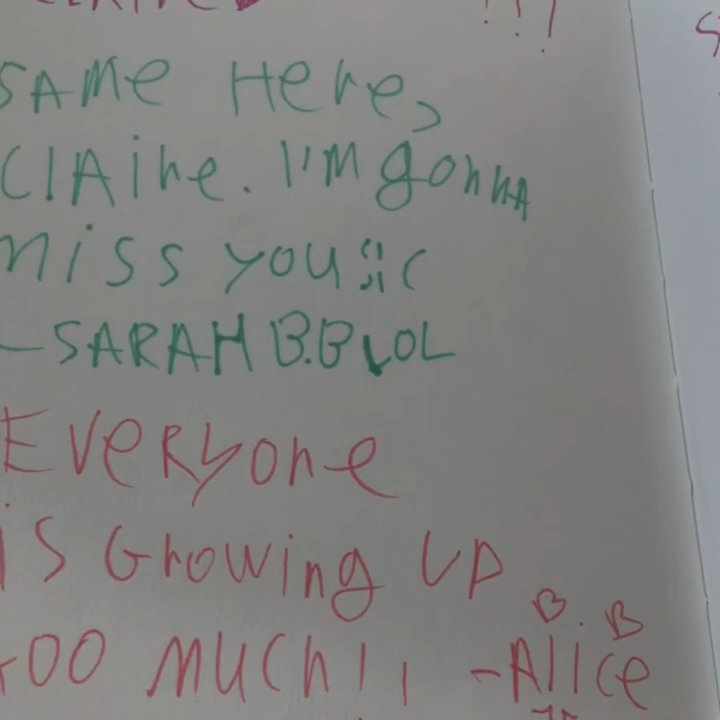 !!!
SAMe Here,
ClAire. I'M gonnA
miss you :'(
-SARAH B.B LOL
Everyone
is Growing UP
too MUCH!!
-Alice